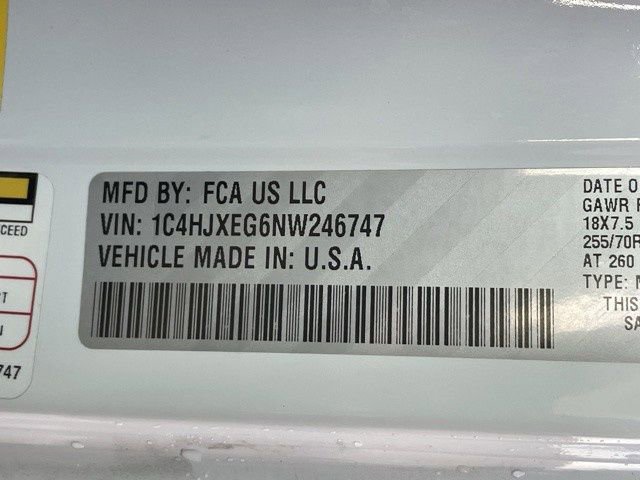 MFD BY: FCA US LLC
VIN: 1C4HJXEG6NW246747
VEHICLE MADE IN: U.S.A.
DATE O
GAWR
18X7.5
255/70R
AT 260
TYPE:
THIS
SA
CEED
747